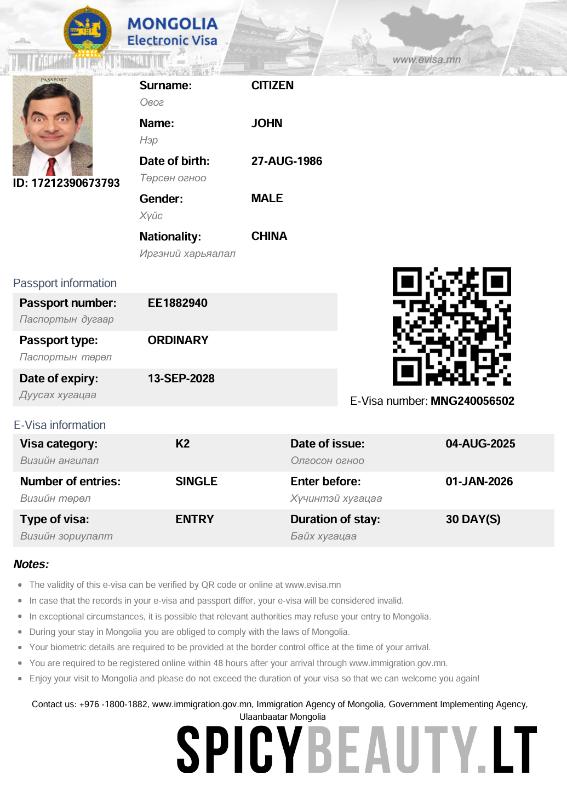 MONGOLIA
Electronic Visa
www.evisa.mn
PASSPORT
ID: 17212390673793
Surname: CITIZEN
Овог
Name: JOHN
Нэр
Date of birth: 27-AUG-1986
Төрсөн огноо
Gender: MALE
Хүйс
Nationality: CHINA
Иргэний харьяалал
Passport information
Passport number: EE1882940
Паспортын дугаар
Passport type: ORDINARY
Паспортын төрөл
Date of expiry: 13-SEP-2028
Дуусах хугацаа
E-Visa number: MNG240056502
E-Visa information
Visa category: K2 Date of issue: 04-AUG-2025
Визийн ангилал Олгосон огноо
Number of entries: SINGLE Enter before: 01-JAN-2026
Визийн төрөл Хүчинтэй хугацаа
Type of visa: ENTRY Duration of stay: 30 DAY(S)
Визийн зориулалт Байх хугацаа
Notes:
The validity of this e-visa can be verified by QR code or online at www.evisa.mn
In case that the records in your e-visa and passport differ, your e-visa will be considered invalid.
In exceptional circumstances, it is possible that relevant authorities may refuse your entry to Mongolia.
During your stay in Mongolia you are obliged to comply with the laws of Mongolia.
Your biometric details are required to be provided at the border control office at the time of your arrival.
You are required to be registered online within 48 hours after your arrival through www.immigration.gov.mn.
Enjoy your visit to Mongolia and please do not exceed the duration of your visa so that we can welcome you again!
Contact us: +976 -1800-1882, www.immigration.gov.mn, Immigration Agency of Mongolia, Government Implementing Agency,
Ulaanbaatar Mongolia
SPICYBEAUTY.LT